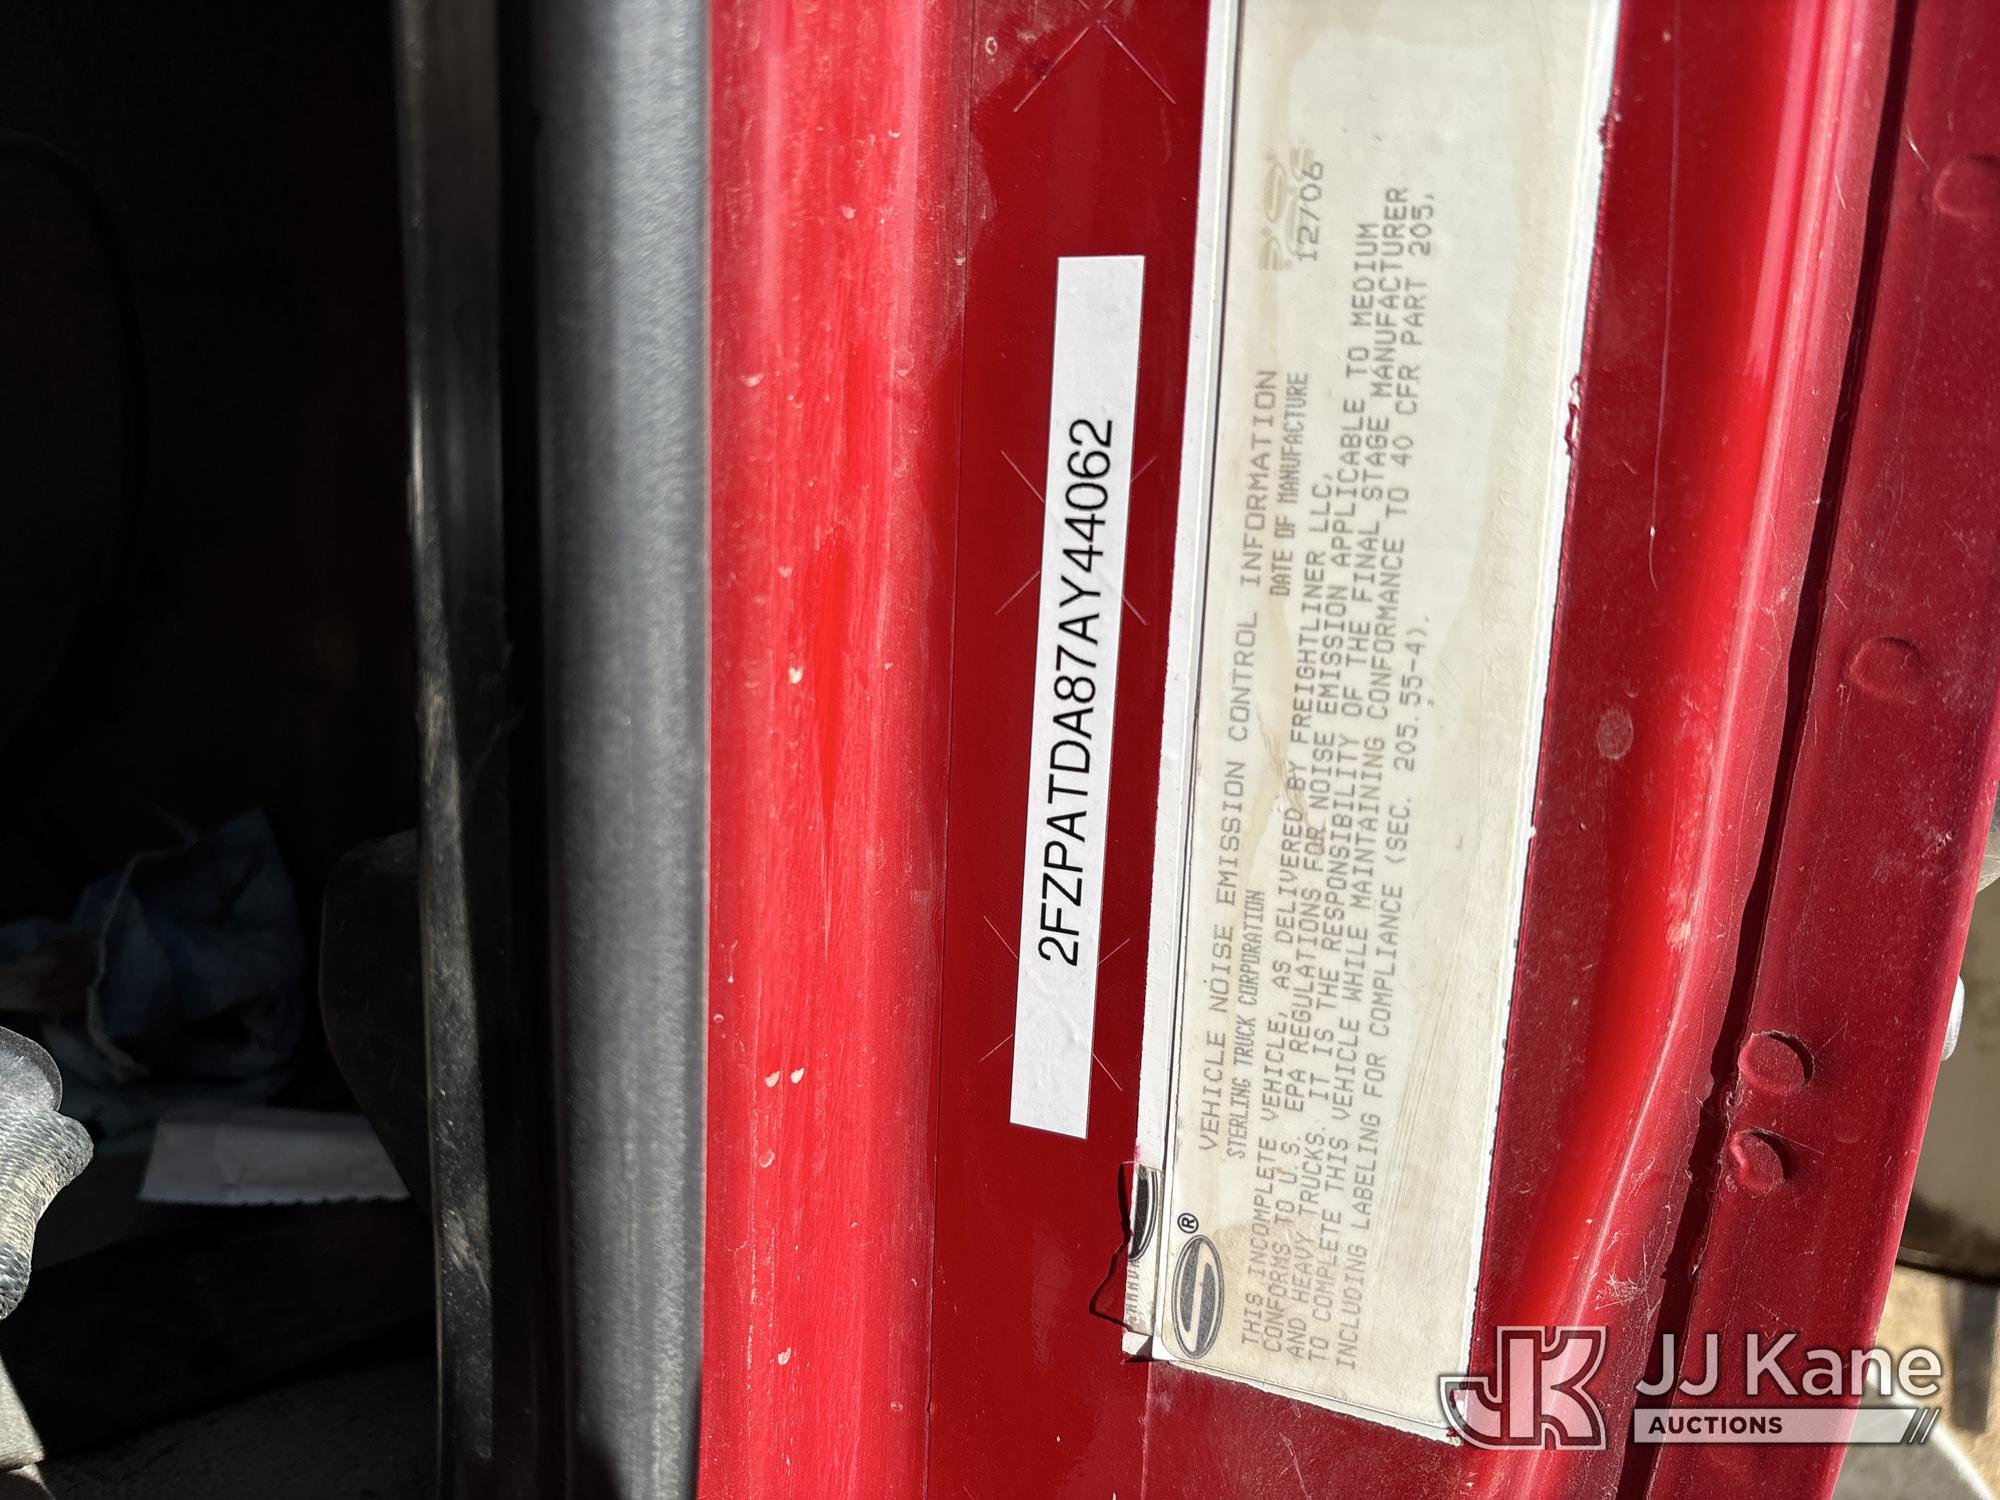 2FZPATDA87AY44062
VEHICLE NOISE EMISSION CONTROL INFORMATION
STERLING TRUCK CORPORATION DATE OF MANUFACTURE 12/06
THIS INCOMPLETE VEHICLE, AS DELIVERED BY FREIGHTLINER LLC,
CONFORMS TO U.S. EPA REGULATIONS FOR NOISE EMISSION APPLICABLE TO MEDIUM
AND HEAVY TRUCKS. IT IS THE RESPONSIBILITY OF THE FINAL STAGE MANUFACTURER
TO COMPLETE THIS VEHICLE WHILE MAINTAINING CONFORMANCE TO 40 CFR PART 205,
INCLUDING LABELING FOR COMPLIANCE (SEC. 205.55-4).
®
JK JJ Kane
AUCTIONS